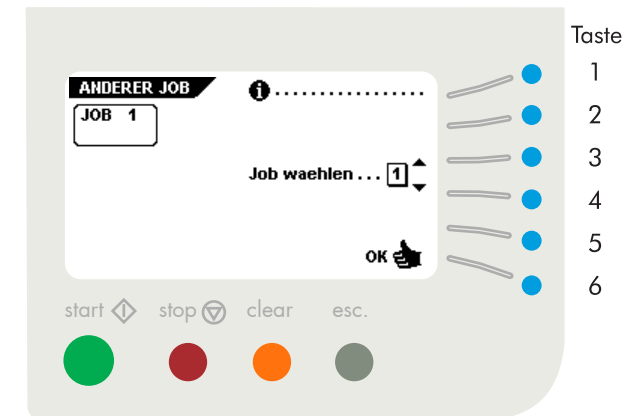 Taste
ANDERER JOB
i.................
1
JOB 1
2
Job waehlen ... 1
3
4
OK
5
6
start
stop
clear
esc.